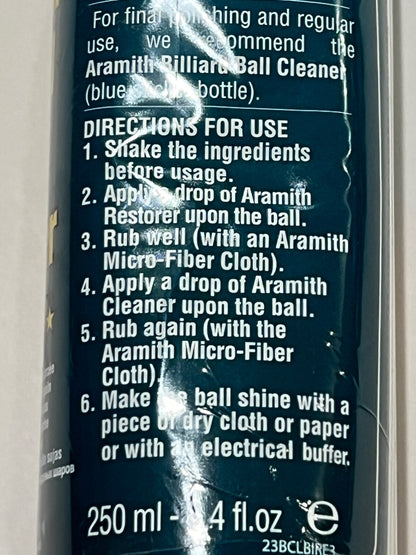 For final polishing and regular
use, we recommend the
Aramith Billiard Ball Cleaner
(blue bottle).
DIRECTIONS FOR USE
1. Shake the ingredients
before usage.
2. Apply a drop of Aramith
Restorer upon the ball.
3. Rub well (with an Aramith
Micro-Fiber Cloth).
4. Apply a drop of Aramith
Cleaner upon the ball.
5. Rub again (with the
Aramith Micro-Fiber
Cloth).
6. Make the ball shine with a
piece of dry cloth or paper
or with an electrical buffer.
250 ml - 4 fl.oz ℮